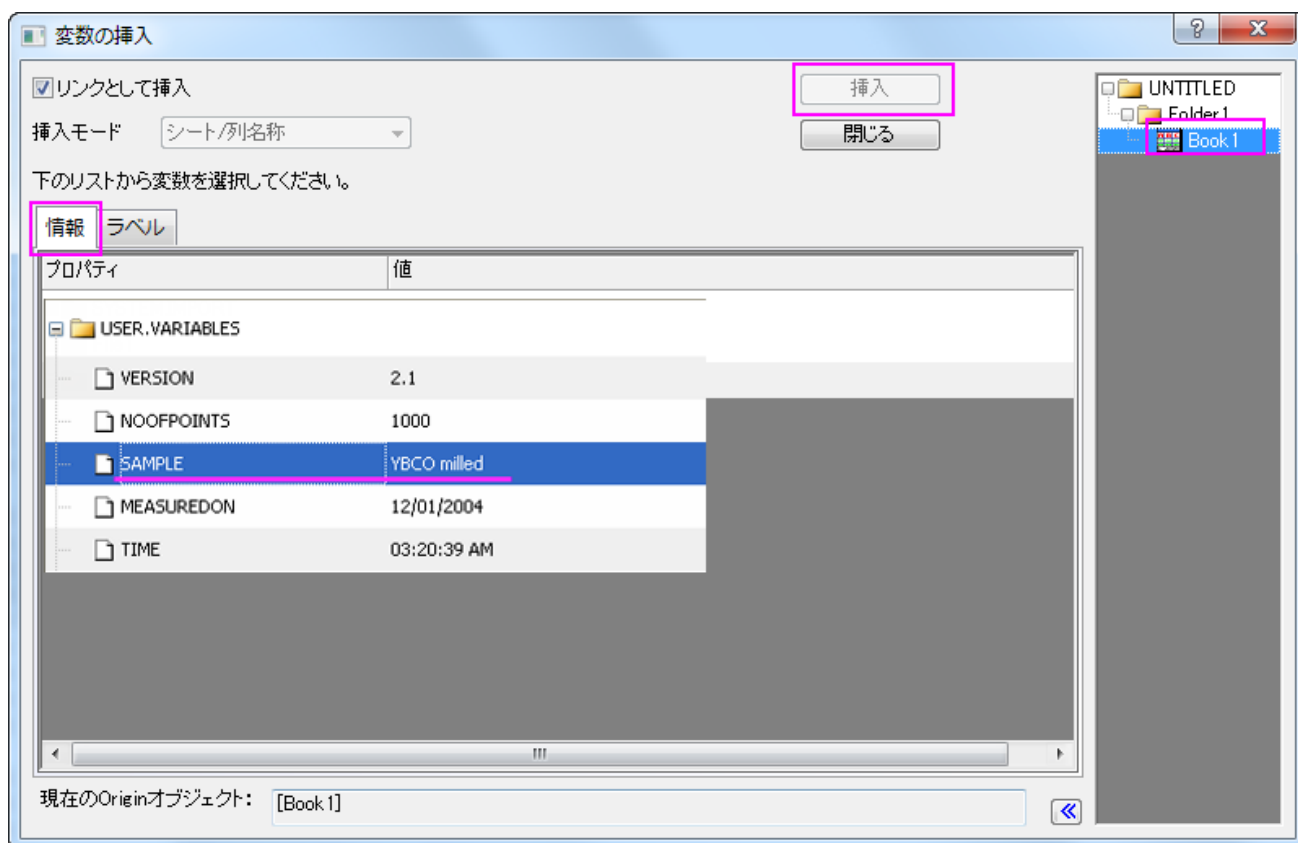 変数の挿入
リンクとして挿入
挿入
挿入モード シート/列名称
閉じる
下のリストから変数を選択してください。
情報 ラベル
プロパティ 値
USER.VARIABLES
VERSION 2.1
NOOFPOINTS 1000
SAMPLE YBCO milled
MEASUREDON 12/01/2004
TIME 03:20:39 AM
現在のOriginオブジェクト: [Book1]
UNTITLED
Folder1
Book1